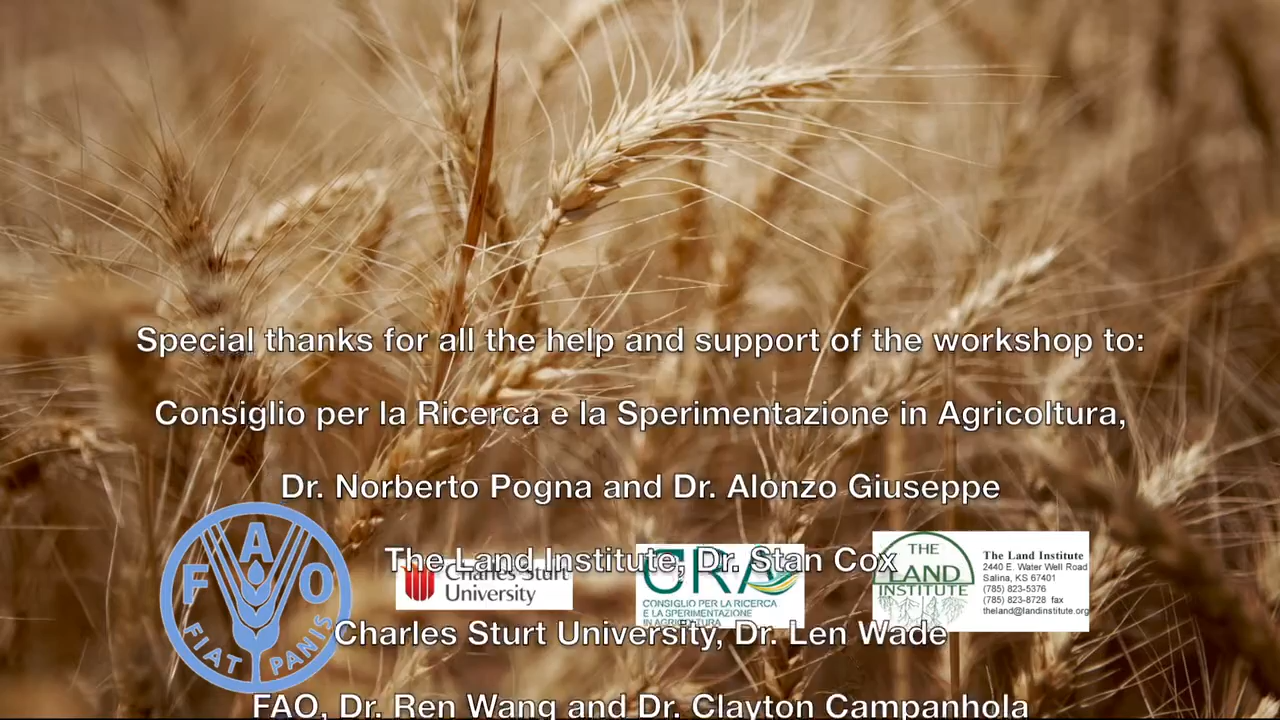 Special thanks for all the help and support of the workshop to:
Consiglio per la Ricerca e la Sperimentazione in Agricoltura,
Dr. Norberto Pogna and Dr. Alonzo Giuseppe
The Land Institute, Dr. Stan Cox
Charles Sturt University, Dr. Len Wade
FAO, Dr. Ren Wang and Dr. Clayton Campanhola
FAO
FIAT PANIS
Charles Sturt
University
CRA
CONSIGLIO PER LA RICERCA
E LA SPERIMENTAZIONE
IN AGRICOLTURA
THE
LAND
INSTITUTE
The Land Institute
2440 E. Water Well Road
Salina, KS 67401
(785) 823-5376
(785) 823-8728 fax
theland@landinstitute.org